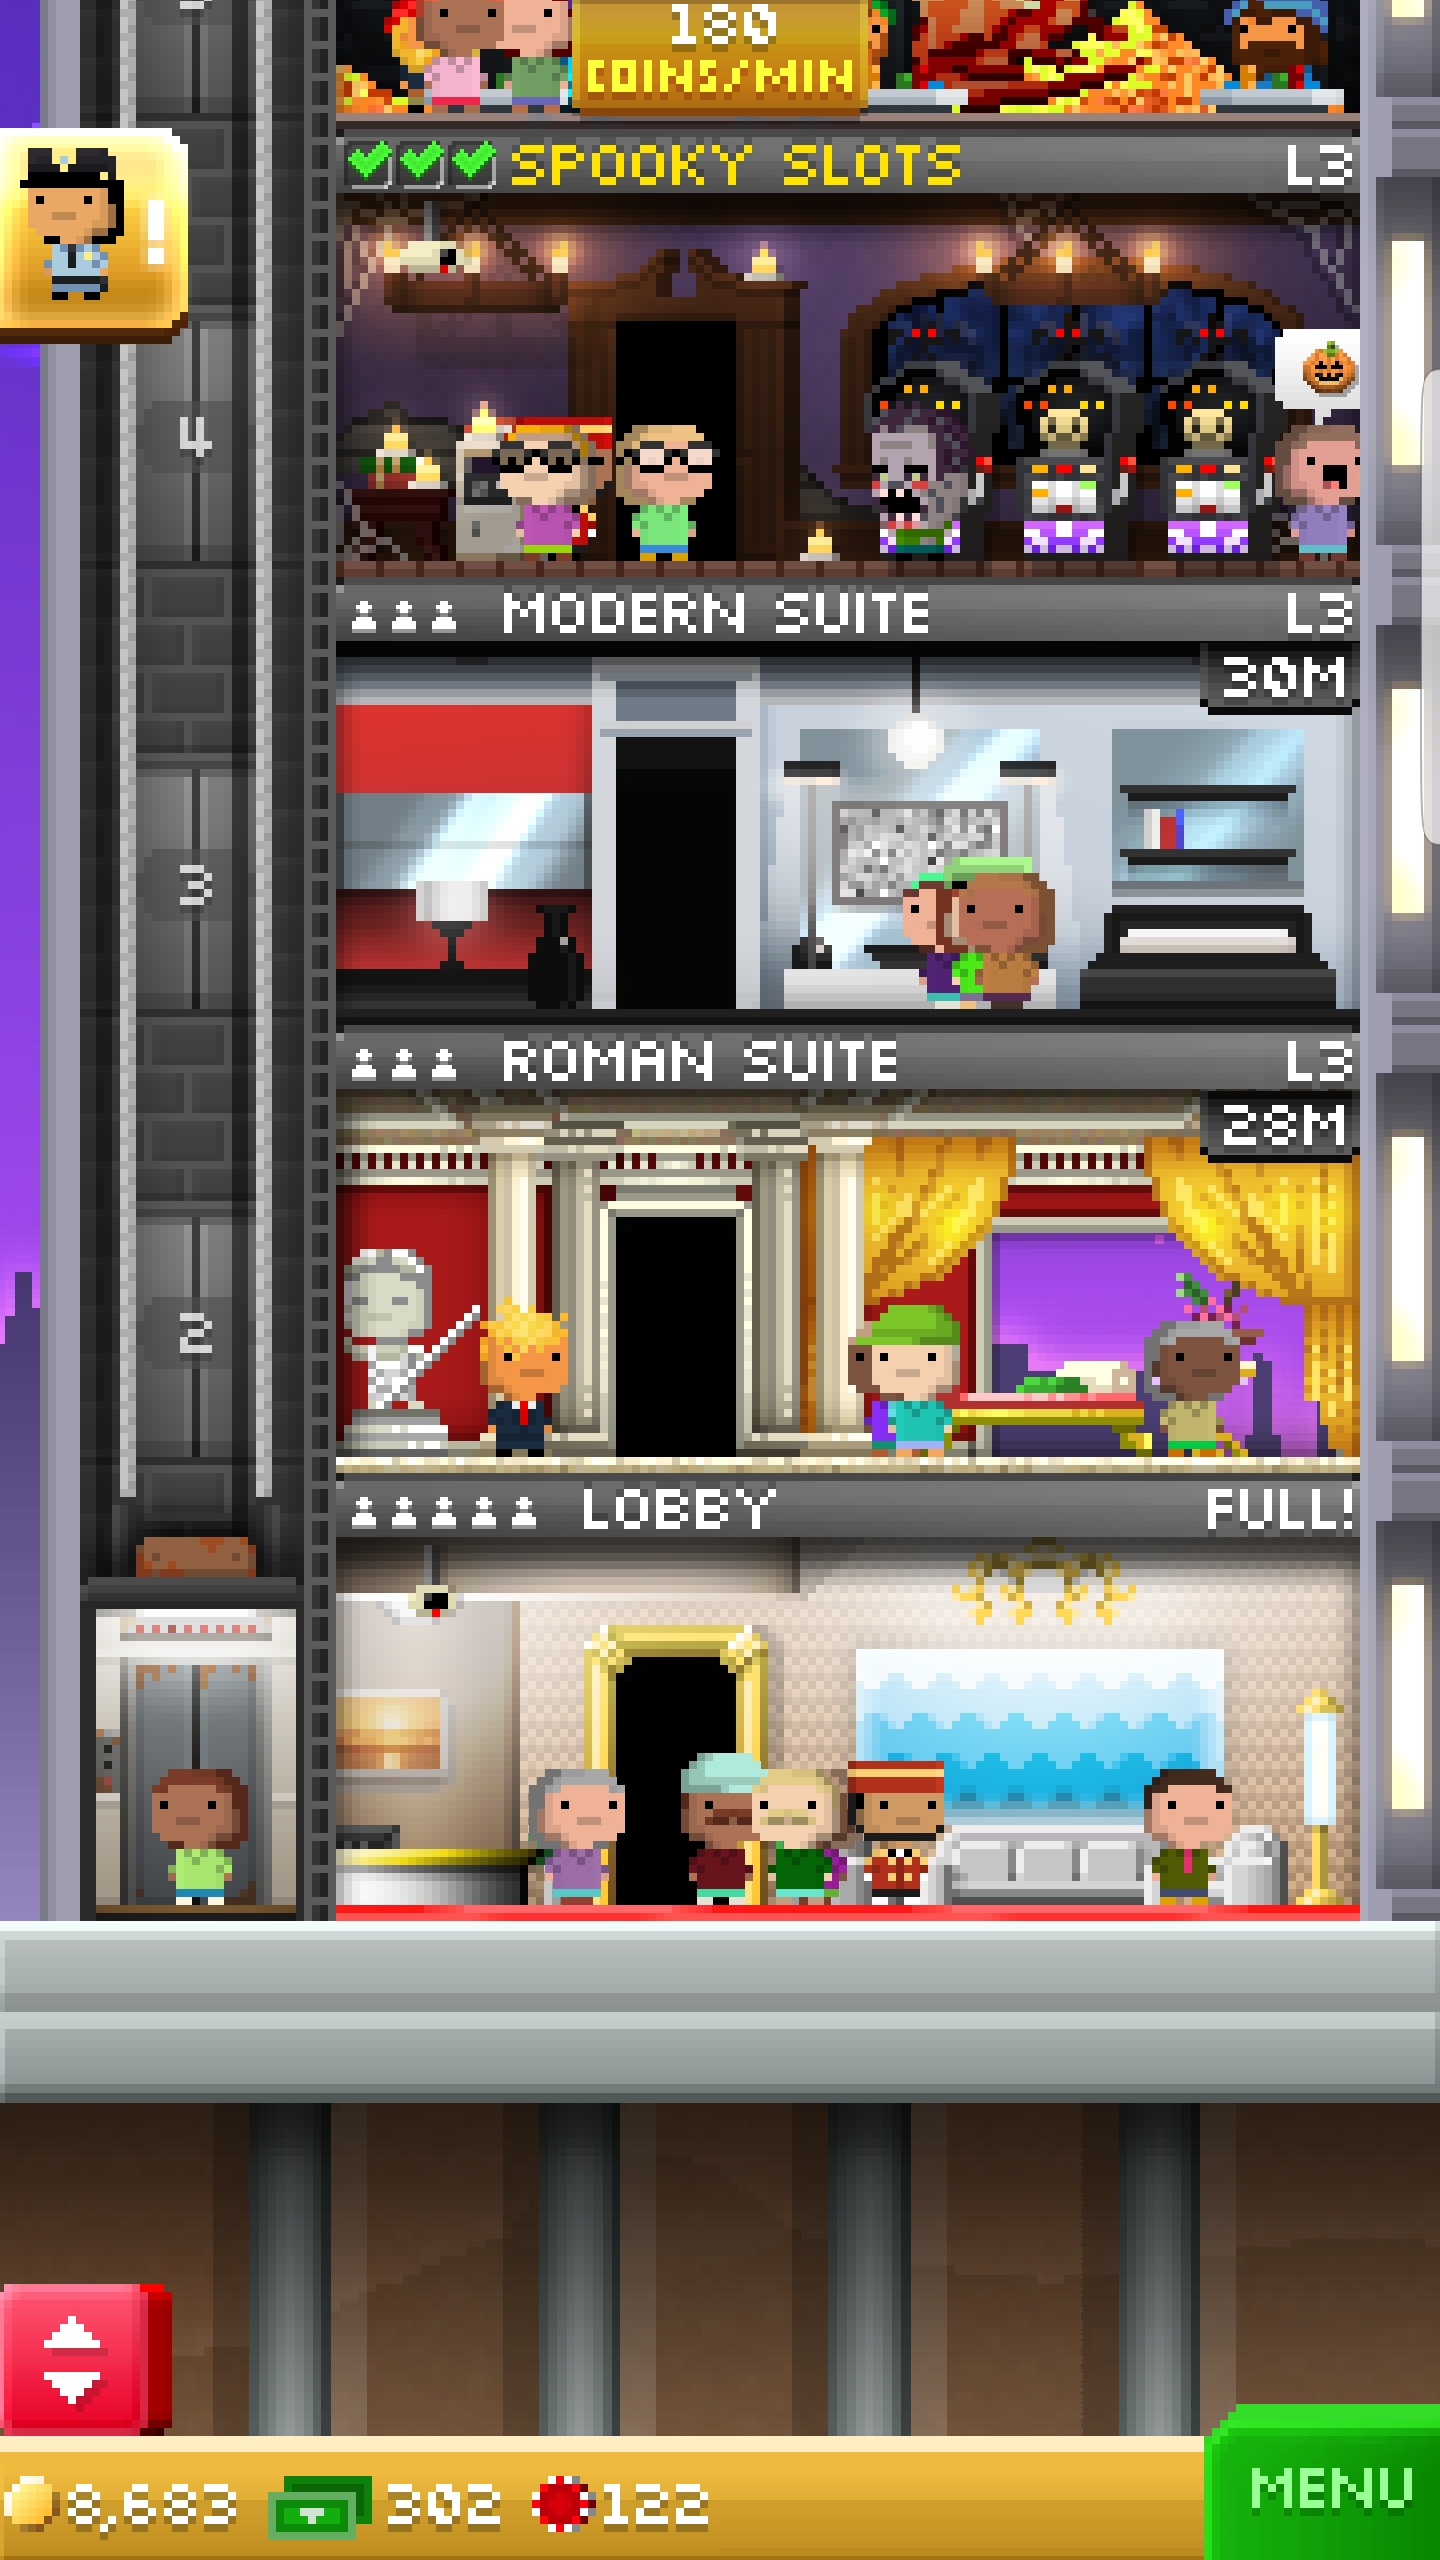 180
COINS/MIN
SPOOKY SLOTS L3
!
4
MODERN SUITE L3
30M
3
ROMAN SUITE L3
28M
2
LOBBY FULL!
8,683 302 122
MENU